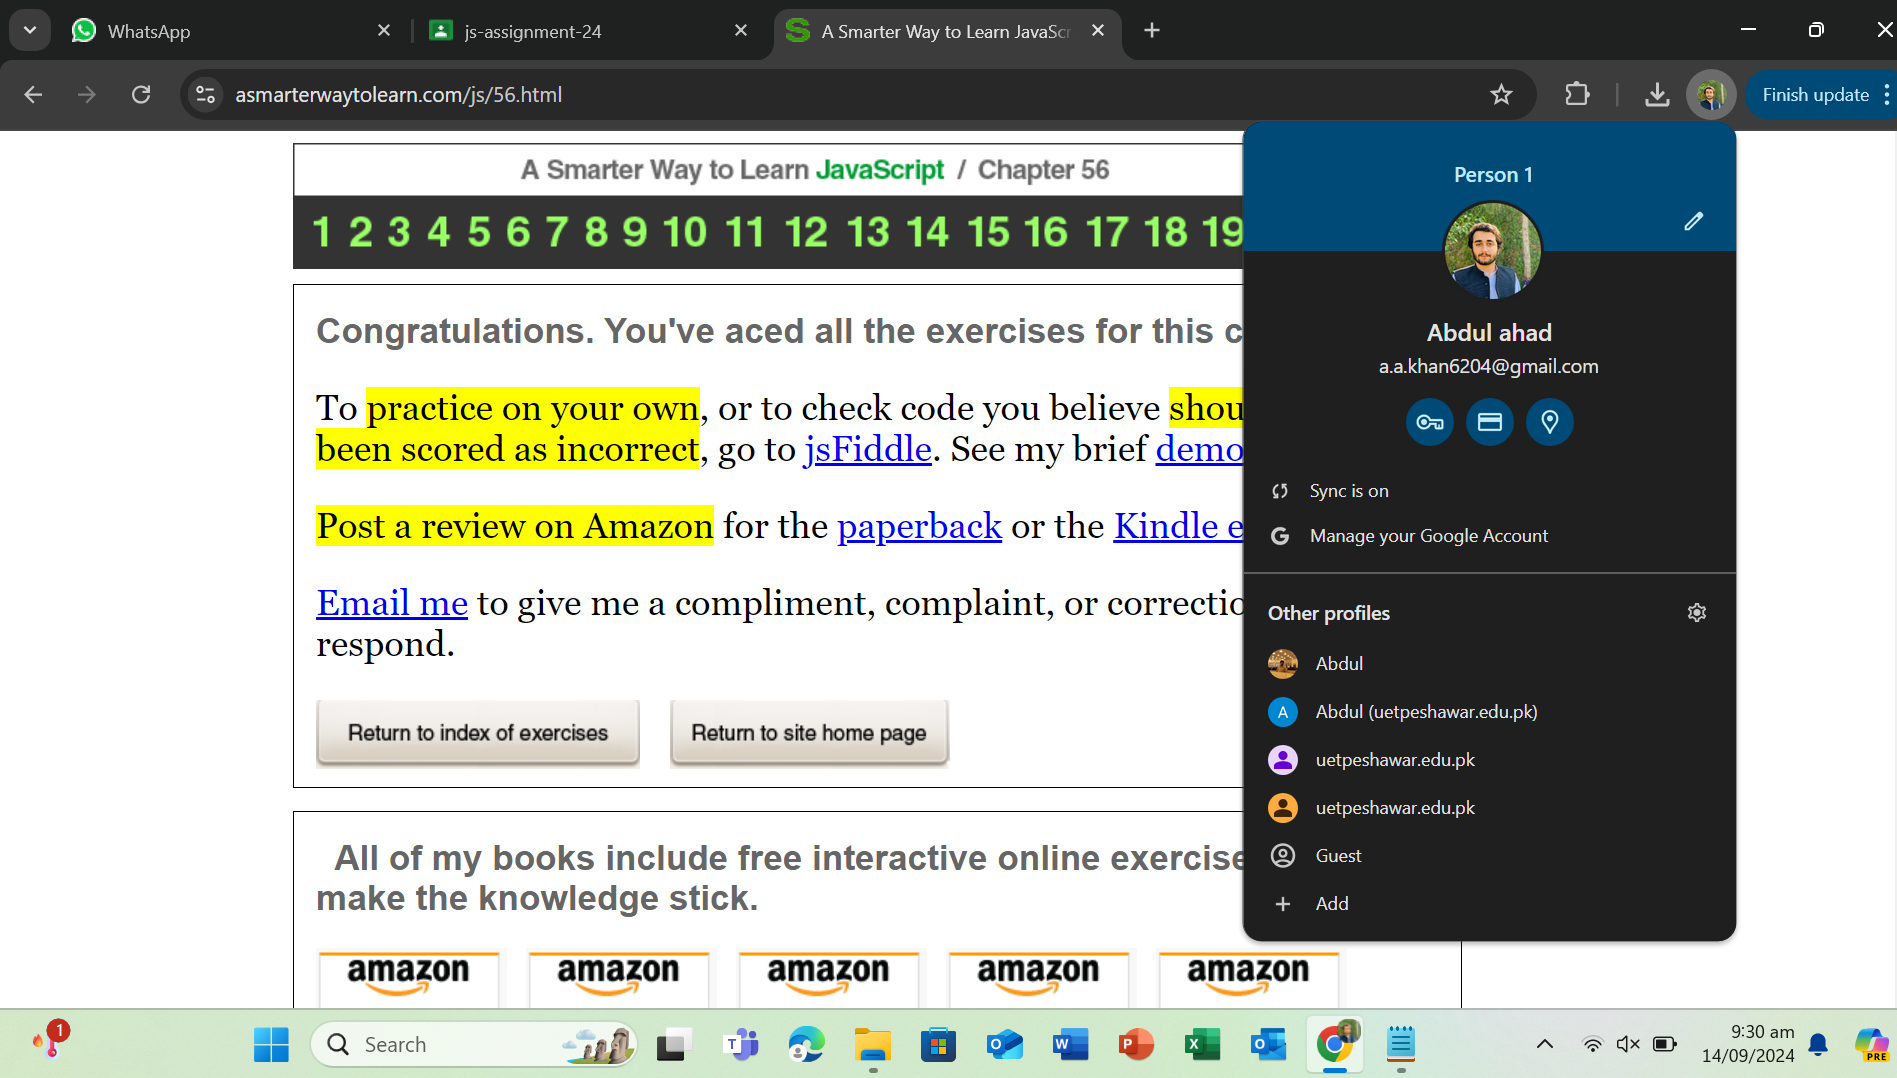 WhatsApp
js-assignment-24
A Smarter Way to Learn JavaScr
asmarterwaytolearn.com/js/56.html
Finish update
A Smarter Way to Learn JavaScript / Chapter 56
1 2 3 4 5 6 7 8 9 10 11 12 13 14 15 16 17 18 19
Congratulations. You've aced all the exercises for this c
To practice on your own, or to check code you believe shou
been scored as incorrect, go to jsFiddle. See my brief demo
Post a review on Amazon for the paperback or the Kindle e
Email me to give me a compliment, complaint, or correctio
respond.
Return to index of exercises
Return to site home page
All of my books include free interactive online exercise
make the knowledge stick.
amazon amazon amazon amazon amazon
Person 1
Abdul ahad
a.a.khan6204@gmail.com
Sync is on
Manage your Google Account
Other profiles
Abdul
A
Abdul (uetpeshawar.edu.pk)
uetpeshawar.edu.pk
uetpeshawar.edu.pk
Guest
Add
1
Search
9:30 am
14/09/2024
PRE